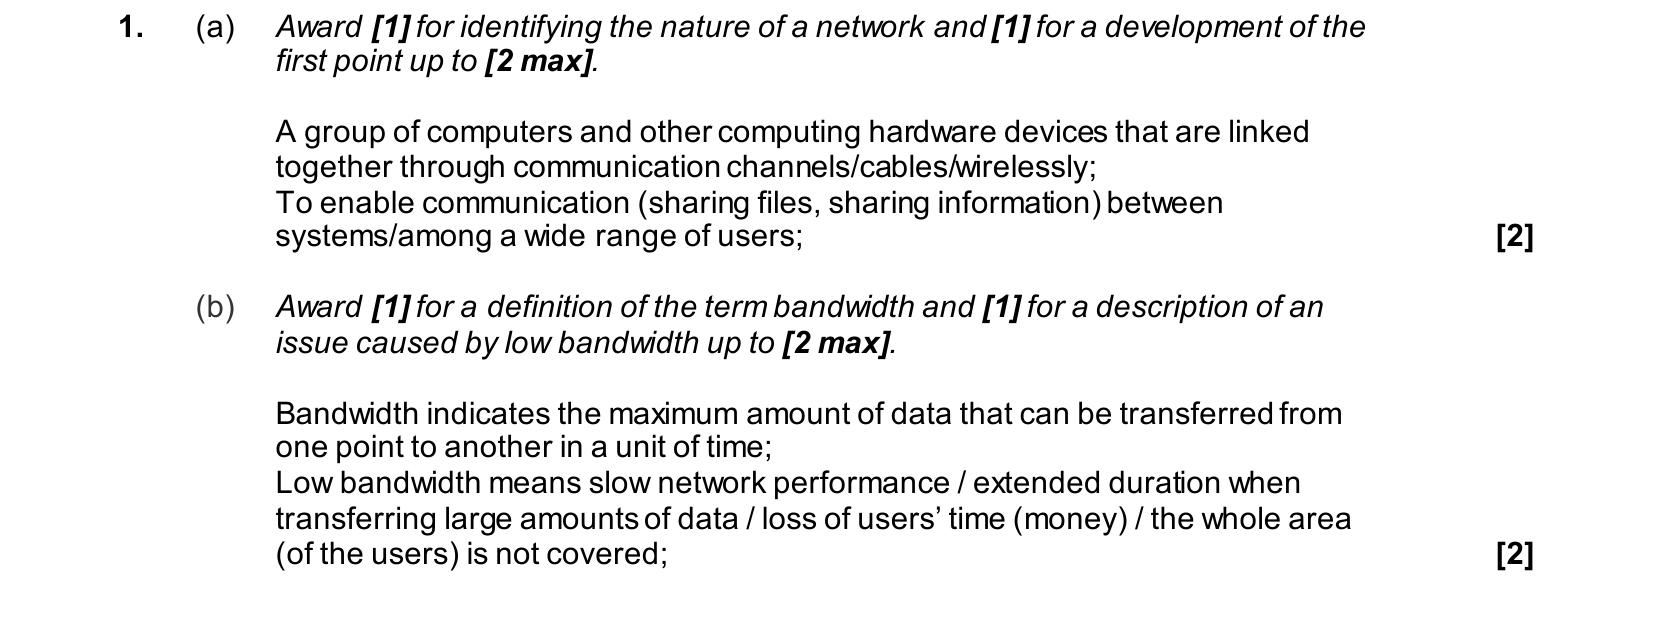 1. (a) Award [1] for identifying the nature of a network and [1] for a development of the
first point up to [2 max].
A group of computers and other computing hardware devices that are linked
together through communication channels/cables/wirelessly;
To enable communication (sharing files, sharing information) between
systems/among a wide range of users; [2]
(b) Award [1] for a definition of the term bandwidth and [1] for a description of an
issue caused by low bandwidth up to [2 max].
Bandwidth indicates the maximum amount of data that can be transferred from
one point to another in a unit of time;
Low bandwidth means slow network performance / extended duration when
transferring large amounts of data / loss of users’ time (money) / the whole area
(of the users) is not covered; [2]